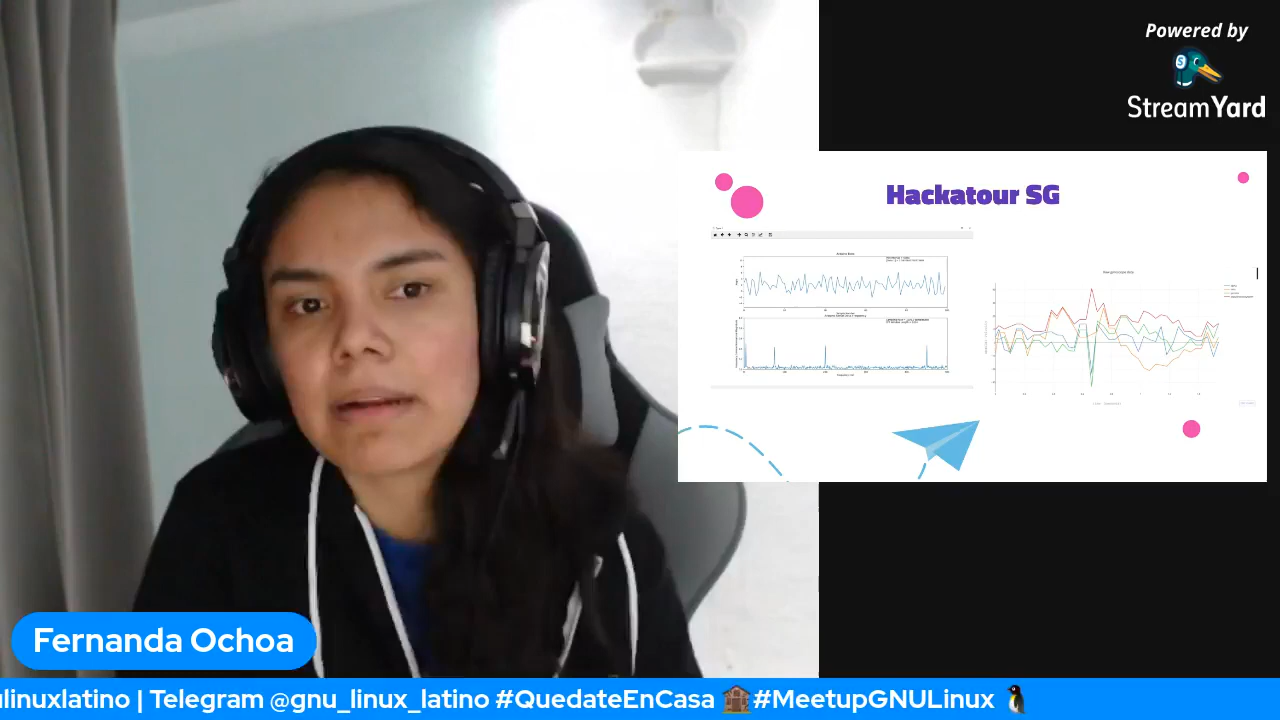 Powered by
StreamYard
Hackatour SG
Fernanda Ochoa
linuxlatino | Telegram @gnu_linux_latino #QuedateEnCasa #MeetupGNULinux